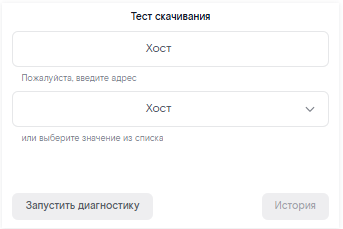 Тест скачивания
Хост
Пожалуйста, введите адрес
Хост
или выберите значение из списка
Запустить диагностику
История